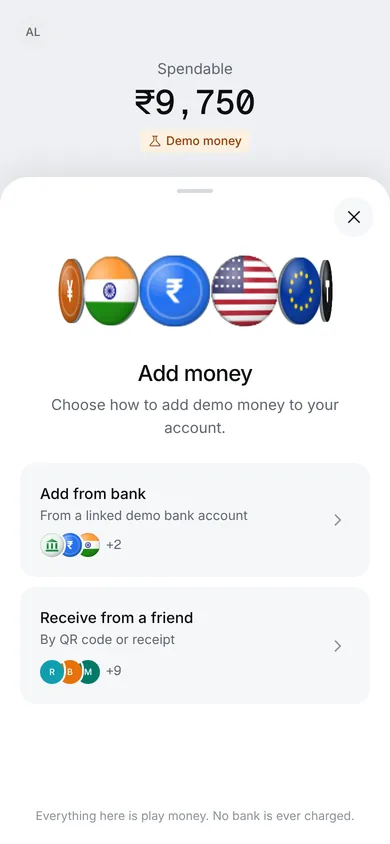 AL
Spendable
₹9,750
Demo money
¥
₹
T
Add money
Choose how to add demo money to your
account.
Add from bank
From a linked demo bank account
₹
+2
Receive from a friend
By QR code or receipt
R B M +9
Everything here is play money. No bank is ever charged.